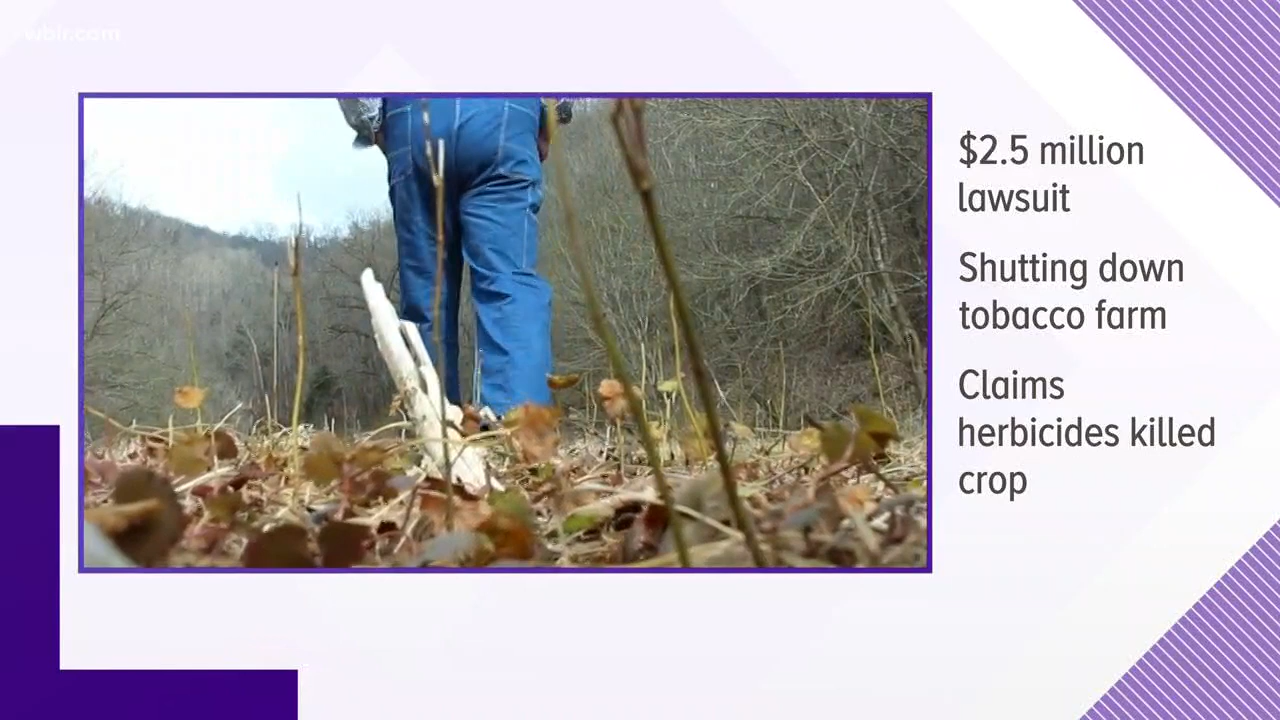 wbir.com
$2.5 million
lawsuit
Shutting down
tobacco farm
Claims
herbicides killed
crop